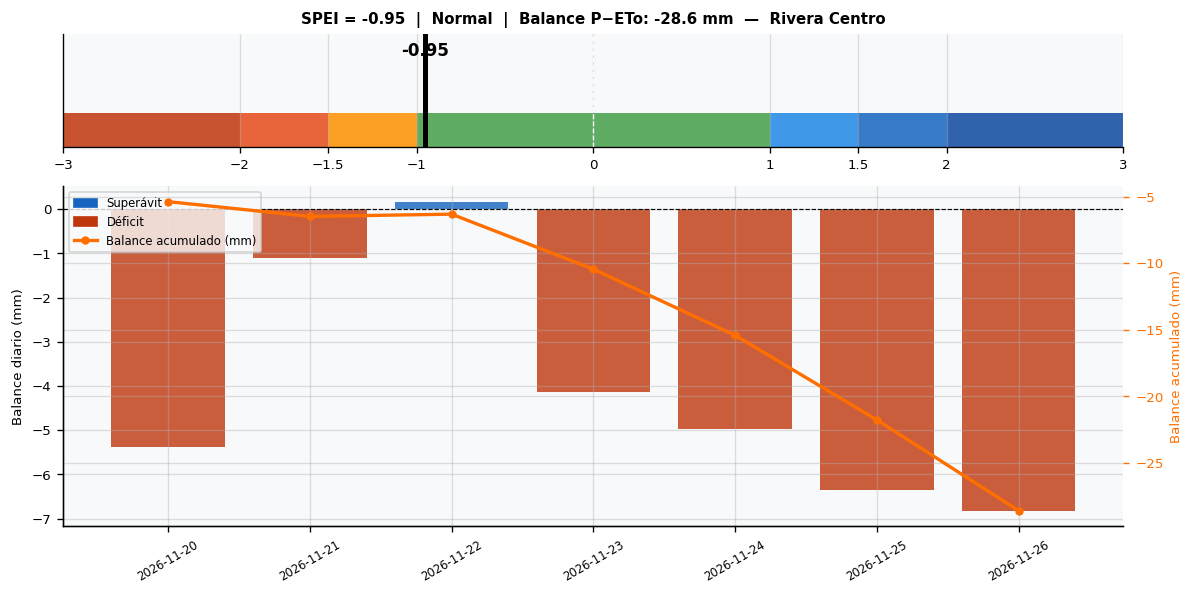 SPEI = -0.95  |  Normal  |  Balance P−ETo: -28.6 mm  —  Rivera Centro
-0.95
−3 −2 −1.5 −1 0 1 1.5 2 3
Superávit
Déficit
Balance acumulado (mm)
Balance diario (mm)
0
−1
−2
−3
−4
−5
−6
−7
−5
−10
−15
−20
−25
Balance acumulado (mm)
2026-11-20 2026-11-21 2026-11-22 2026-11-23 2026-11-24 2026-11-25 2026-11-26